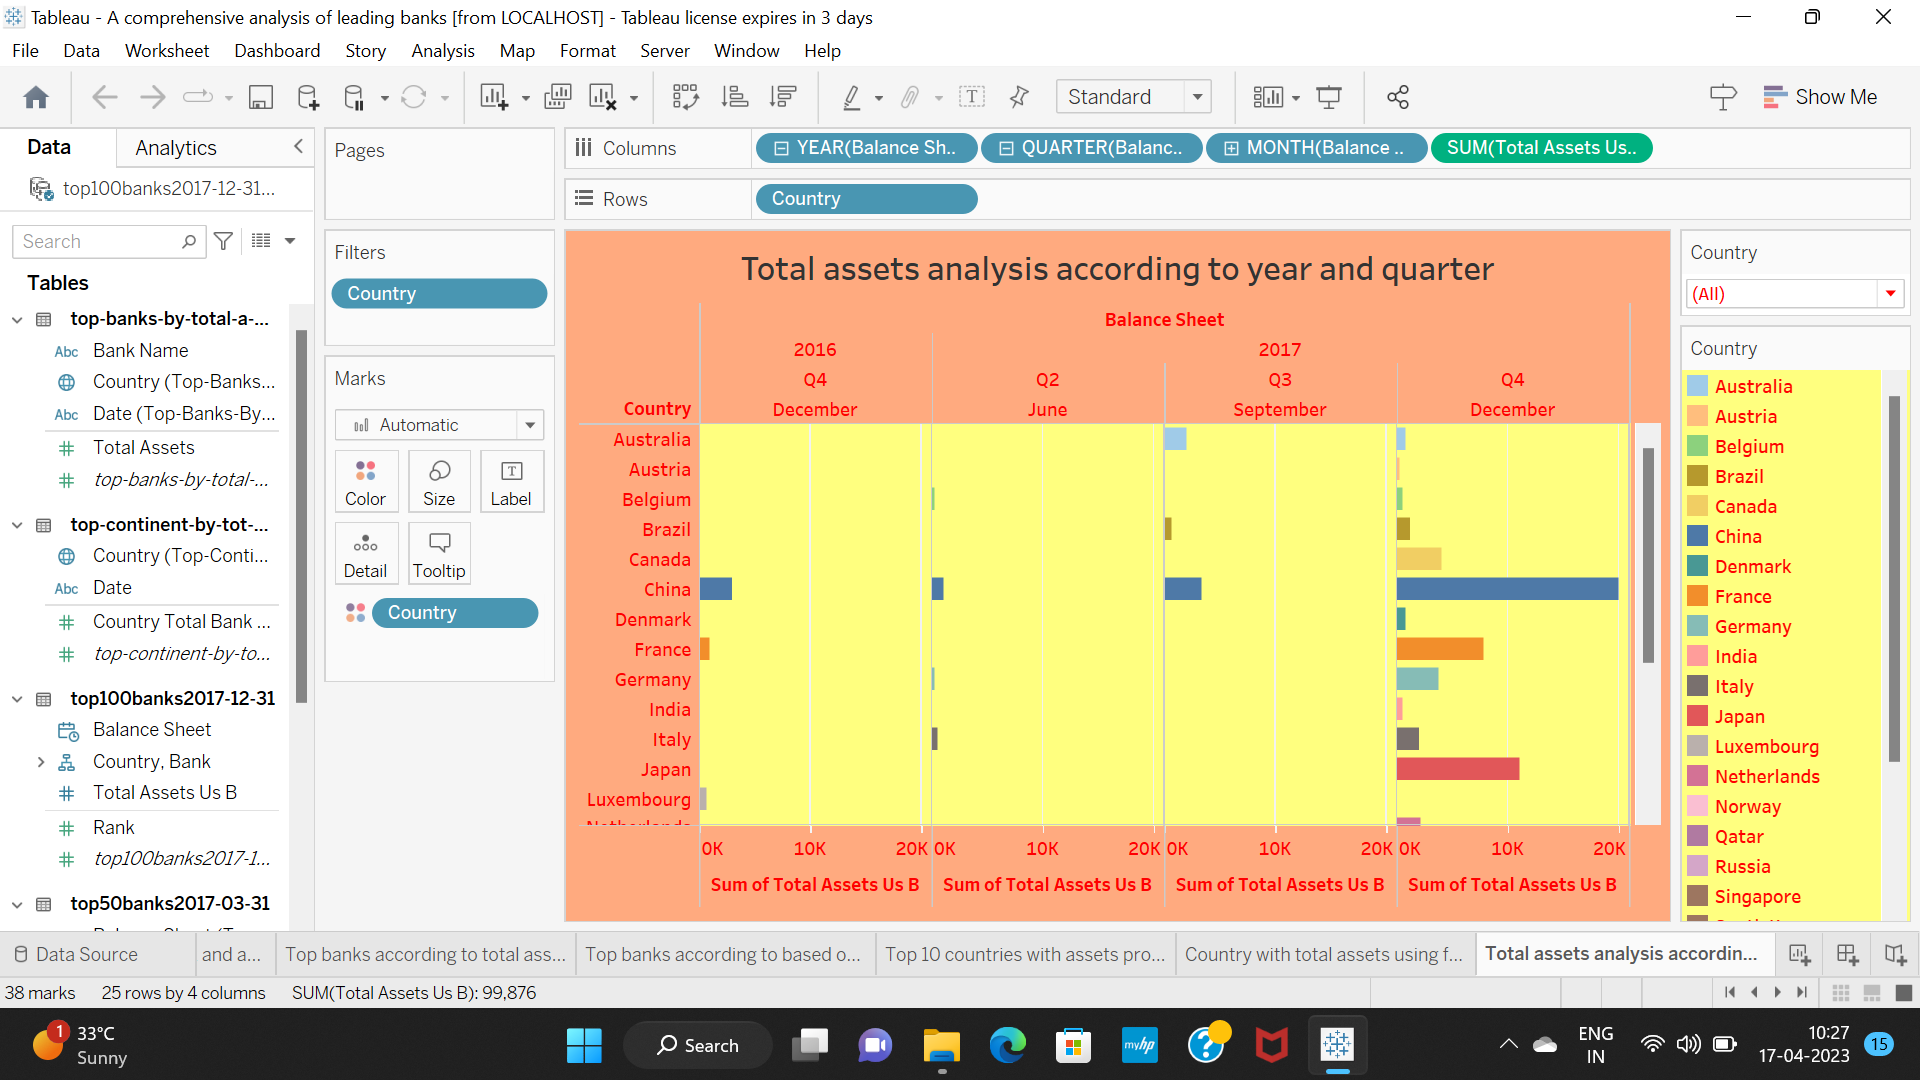 Tableau - A comprehensive analysis of leading banks [from LOCALHOST] - Tableau license expires in 3 days
File Data Worksheet Dashboard Story Analysis Map Format Server Window Help
Standard
Show Me
Data
Analytics
top100banks2017-12-31...
Search
Tables
top-banks-by-total-a-...
Abc Bank Name
Country (Top-Banks...
Abc Date (Top-Banks-By...
Total Assets
top-banks-by-total-...
top-continent-by-tot-...
Country (Top-Conti...
Abc Date
Country Total Bank ...
top-continent-by-to...
top100banks2017-12-31
Balance Sheet
Country, Bank
Total Assets Us B
Rank
top100banks2017-1...
top50banks2017-03-31
Pages
Filters
Country
Marks
Automatic
Color
Size
Label
Detail
Tooltip
Country
Columns
YEAR(Balance Sh..
QUARTER(Balanc..
MONTH(Balance ..
SUM(Total Assets Us..
Rows
Country
Total assets analysis according to year and quarter
Balance Sheet
2016 2017
Q4 Q2 Q3 Q4
Country December June September December
Australia
Austria
Belgium
Brazil
Canada
China
Denmark
France
Germany
India
Italy
Japan
Luxembourg
Netherlands
0K 10K 20K 0K 10K 20K 0K 10K 20K 0K 10K 20K
Sum of Total Assets Us B Sum of Total Assets Us B Sum of Total Assets Us B Sum of Total Assets Us B
Country
(All)
Country
Australia
Austria
Belgium
Brazil
Canada
China
Denmark
France
Germany
India
Italy
Japan
Luxembourg
Netherlands
Norway
Qatar
Russia
Singapore
Data Source
and a...
Top banks according to total ass...
Top banks according to based o...
Top 10 countries with assets pro...
Country with total assets using f...
Total assets analysis accordin...
38 marks 25 rows by 4 columns SUM(Total Assets Us B): 99,876
1
33°C
Sunny
Search
myhp
ENG
IN
10:27
17-04-2023
15